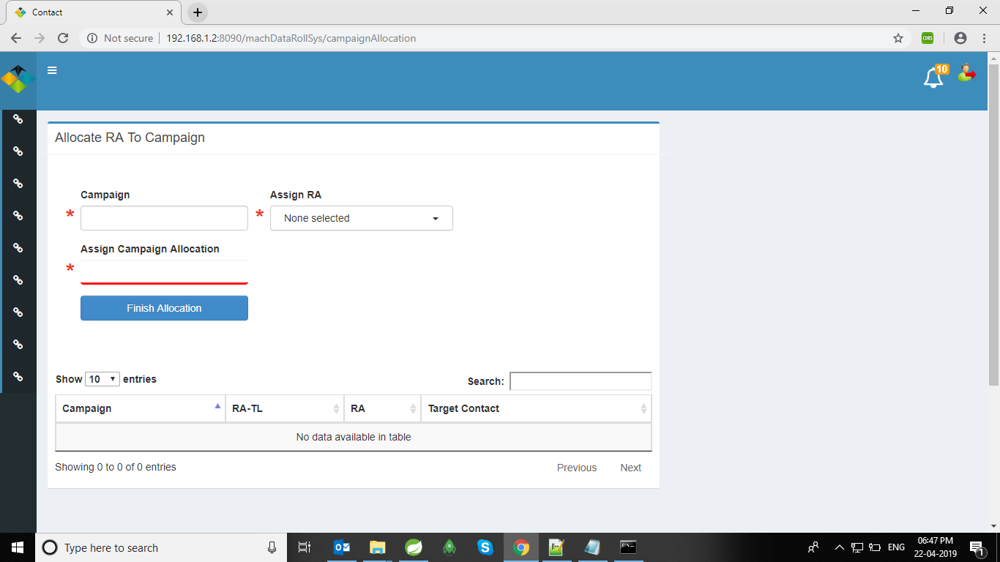 Contact
Not secure
192.168.1.2:8090/machDataRollSys/campaignAllocation
CORS
10
Allocate RA To Campaign
Campaign
Assign RA
*
*
None selected
Assign Campaign Allocation
*
Finish Allocation
Show 10 entries
Search:
Campaign RA-TL RA Target Contact
No data available in table
Showing 0 to 0 of 0 entries
Previous Next
Type here to search
ENG
06:47 PM
22-04-2019
1